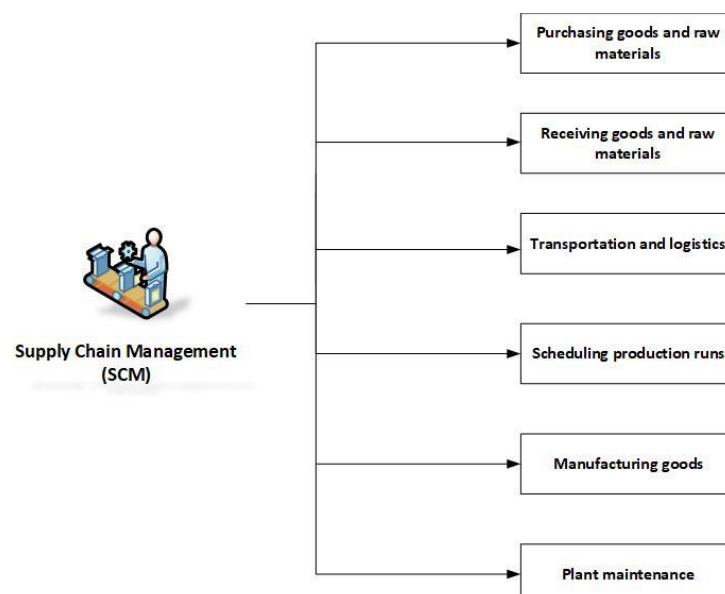 Purchasing goods and raw
materials
Receiving goods and raw
materials
Transportation and logistics
Supply Chain Management
(SCM)
Scheduling production runs
Manufacturing goods
Plant maintenance